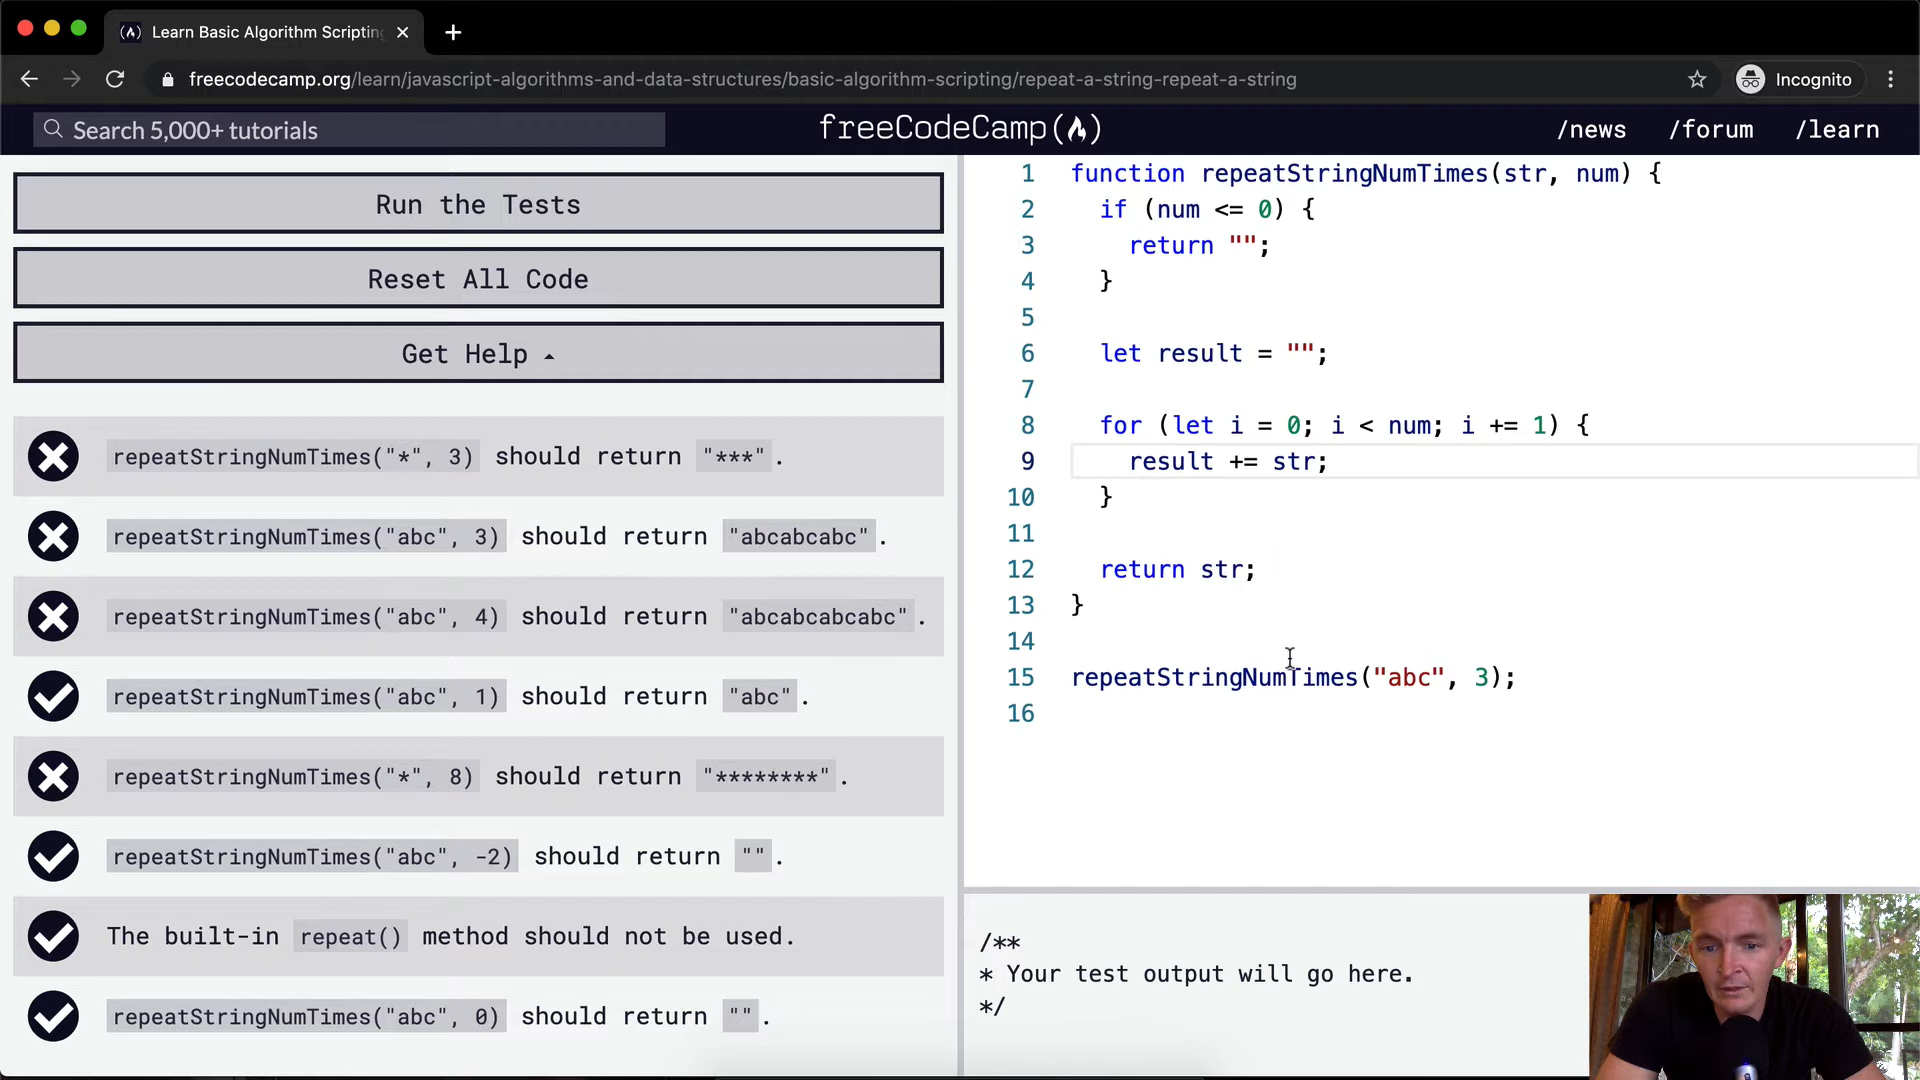 Learn Basic Algorithm Scripting
freecodecamp.org/learn/javascript-algorithms-and-data-structures/basic-algorithm-scripting/repeat-a-string-repeat-a-string
Incognito
Search 5,000+ tutorials
freeCodeCamp
/news /forum /learn
Run the Tests
Reset All Code
Get Help
repeatStringNumTimes("*", 3) should return "***".
repeatStringNumTimes("abc", 3) should return "abcabcabc".
repeatStringNumTimes("abc", 4) should return "abcabcabcabc".
repeatStringNumTimes("abc", 1) should return "abc".
repeatStringNumTimes("*", 8) should return "********".
repeatStringNumTimes("abc", -2) should return "".
The built-in repeat() method should not be used.
repeatStringNumTimes("abc", 0) should return "".
1 function repeatStringNumTimes(str, num) {
2 if (num <= 0) {
3 return "";
4 }
5
6 let result = "";
7
8 for (let i = 0; i < num; i += 1) {
9 result += str;
10 }
11
12 return str;
13 }
14
15 repeatStringNumTimes("abc", 3);
16
/**
* Your test output will go here.
*/